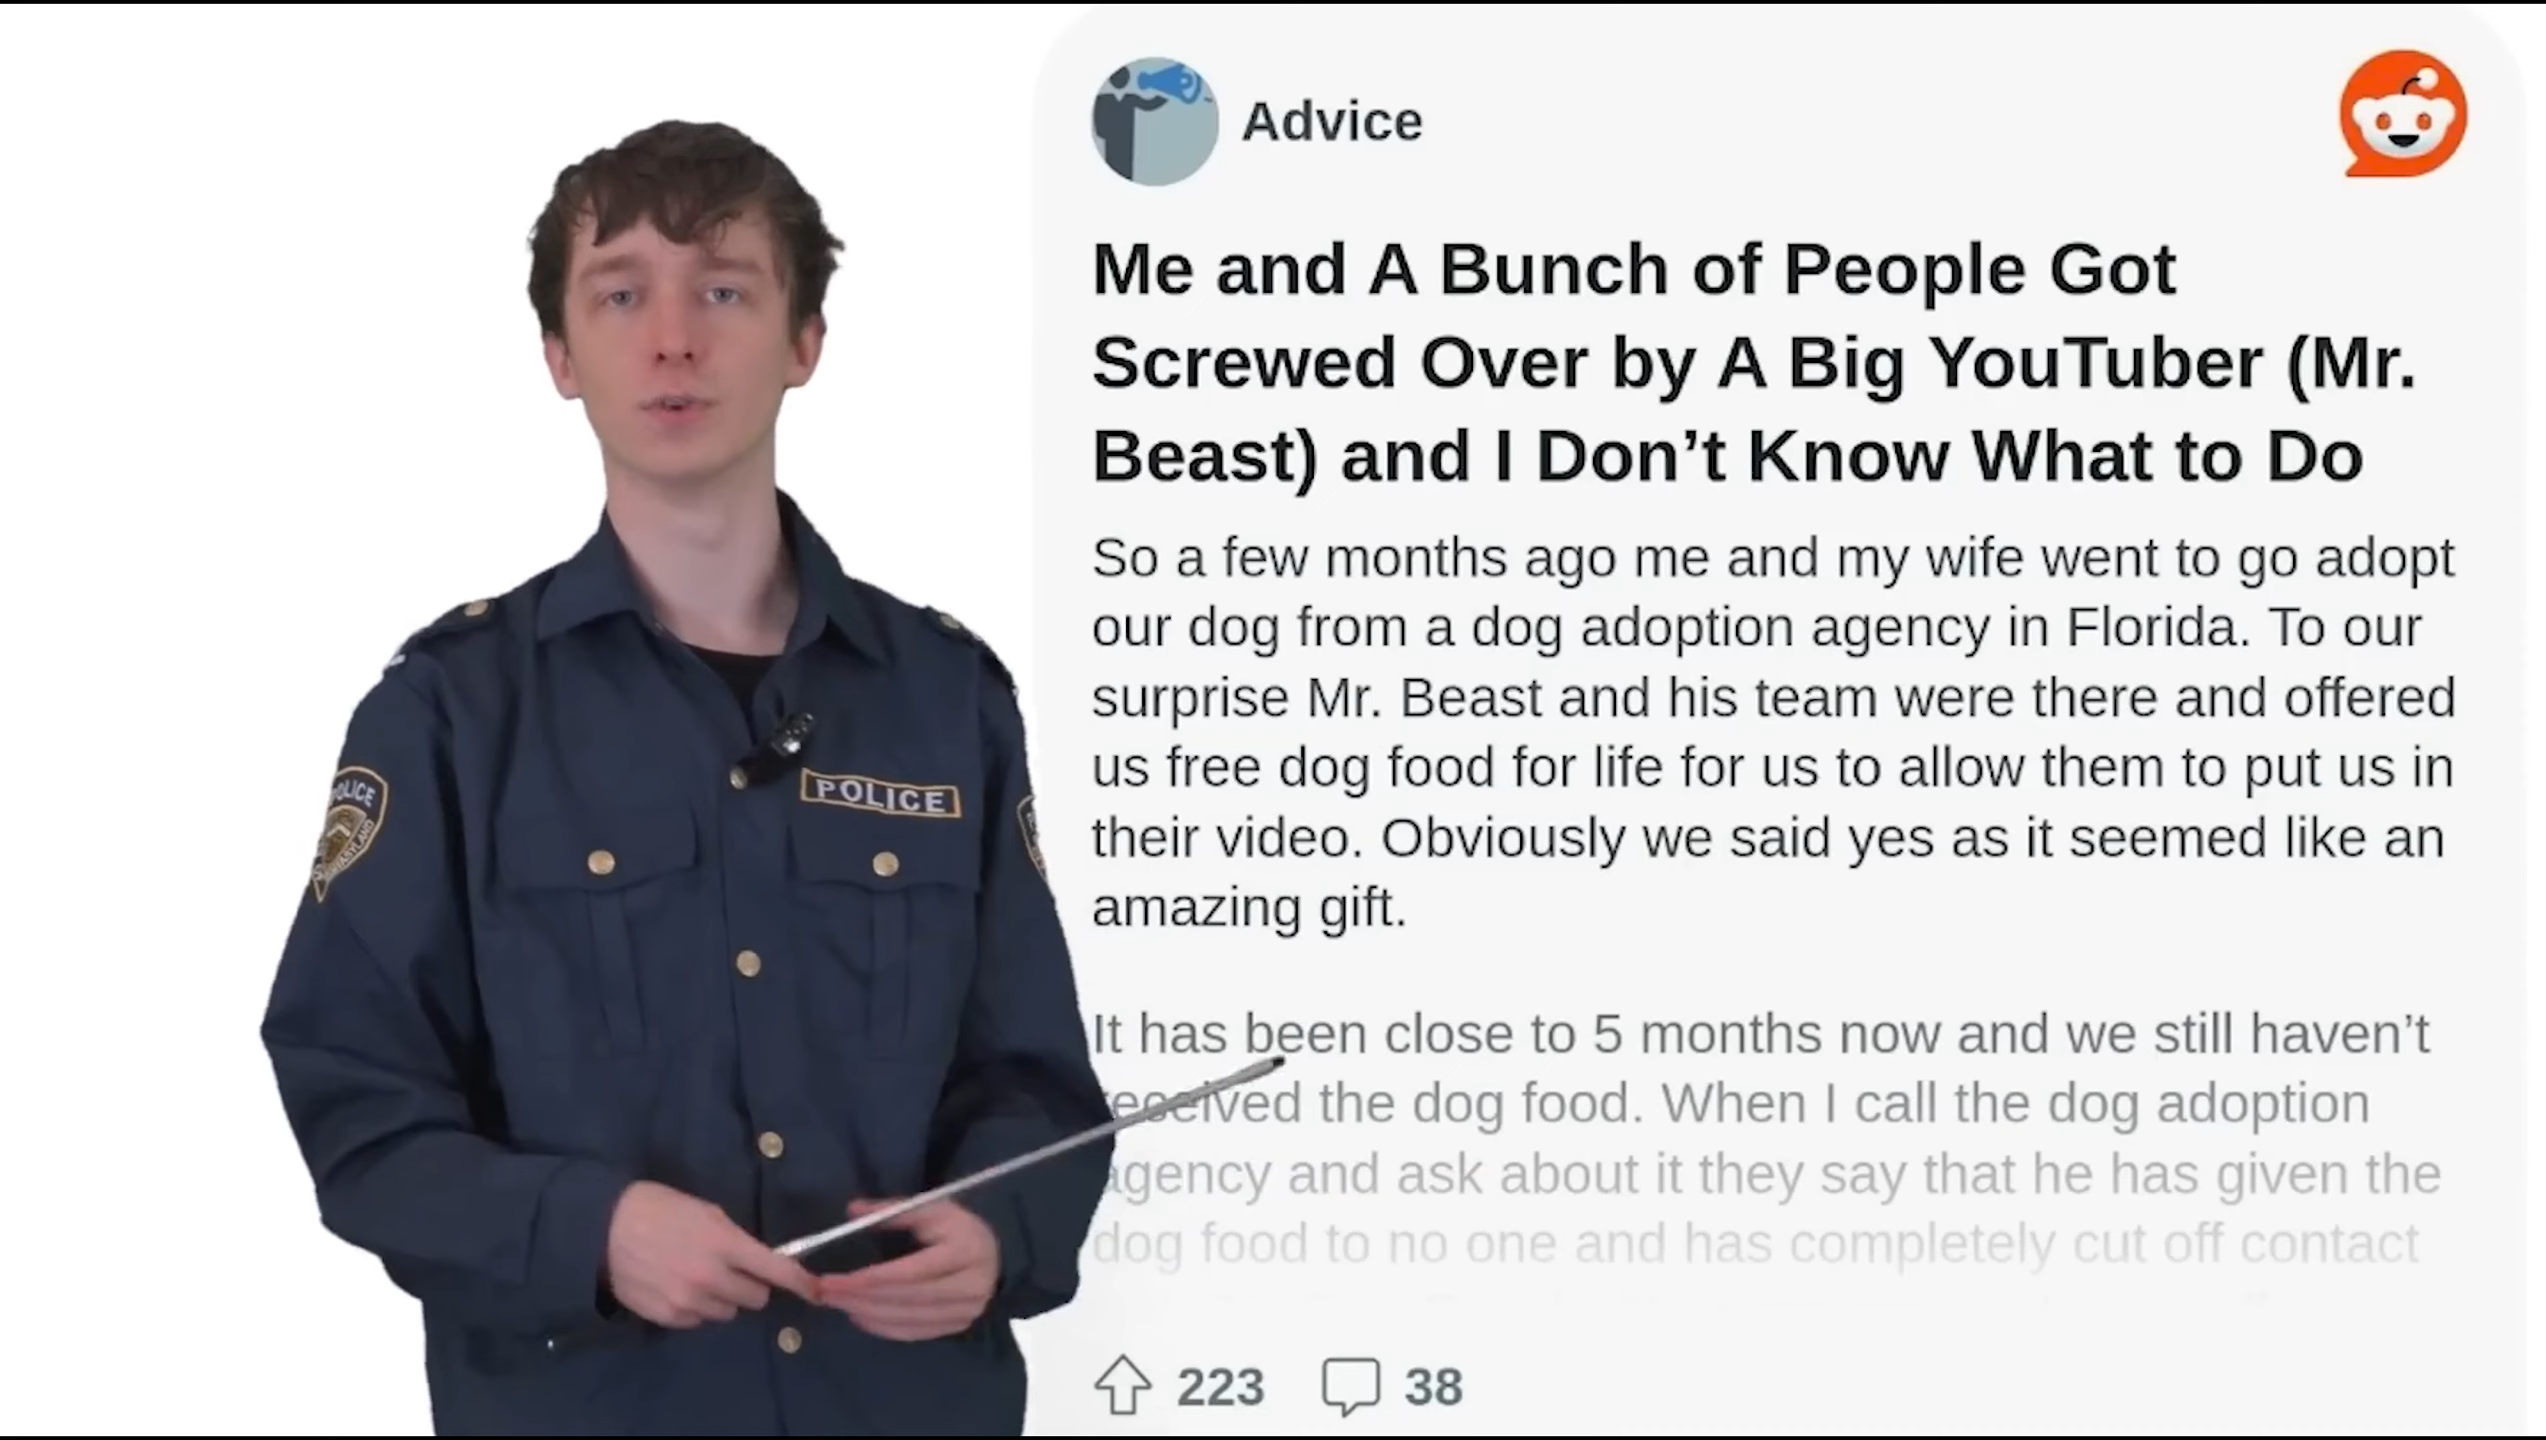 Advice
Me and A Bunch of People Got
Screwed Over by A Big YouTuber (Mr.
Beast) and I Don’t Know What to Do
So a few months ago me and my wife went to go adopt
our dog from a dog adoption agency in Florida. To our
surprise Mr. Beast and his team were there and offered
us free dog food for life for us to allow them to put us in
their video. Obviously we said yes as it seemed like an
amazing gift.
It has been close to 5 months now and we still haven’t
received the dog food. When I call the dog adoption
agency and ask about it they say that he has given the
dog food to no one and has completely cut off contact
223 38
POLICE
POLICE